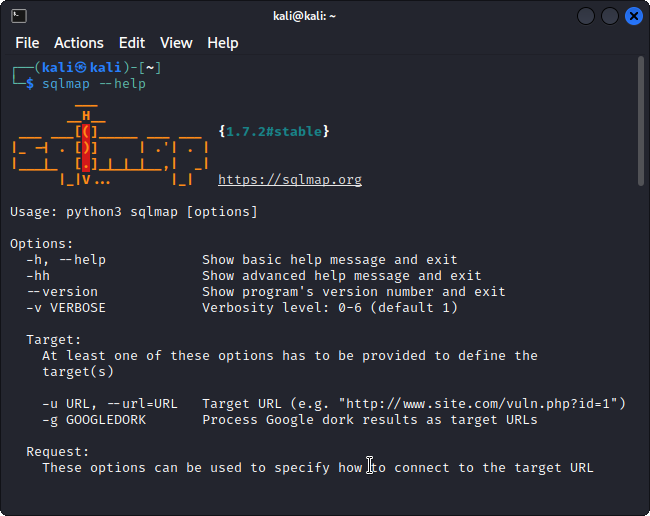 kali@kali: ~
File Actions Edit View Help
┌──(kali㉿kali)-[~]
└─$ sqlmap --help
        ___
       __H__
 ___ ___[(]_____ ___ ___  {1.7.2#stable}
|_ -| . [)]     | .'| . |
|___|_  [.]_|_|_|__,|  _|
      |_|V...       |_|   https://sqlmap.org
Usage: python3 sqlmap [options]
Options:
  -h, --help            Show basic help message and exit
  -hh                   Show advanced help message and exit
  --version             Show program's version number and exit
  -v VERBOSE            Verbosity level: 0-6 (default 1)
  Target:
    At least one of these options has to be provided to define the
    target(s)
    -u URL, --url=URL   Target URL (e.g. "http://www.site.com/vuln.php?id=1")
    -g GOOGLEDORK       Process Google dork results as target URLs
  Request:
    These options can be used to specify how to connect to the target URL